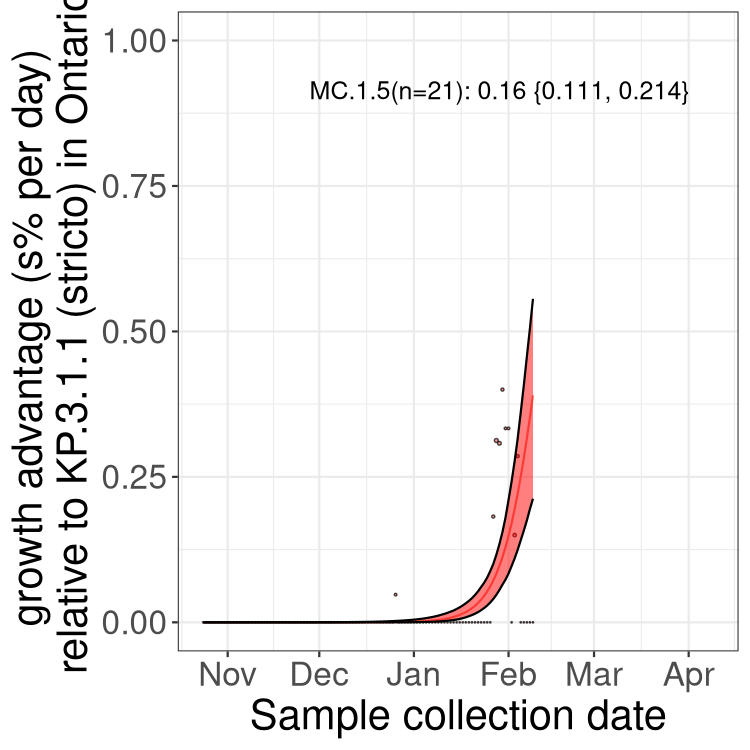 growth advantage (s% per day)
relative to KP.3.1.1 (stricto) in Ontario
1.00
0.75
0.50
0.25
0.00
MC.1.5(n=21): 0.16 {0.111, 0.214}
Nov Dec Jan Feb Mar Apr
Sample collection date